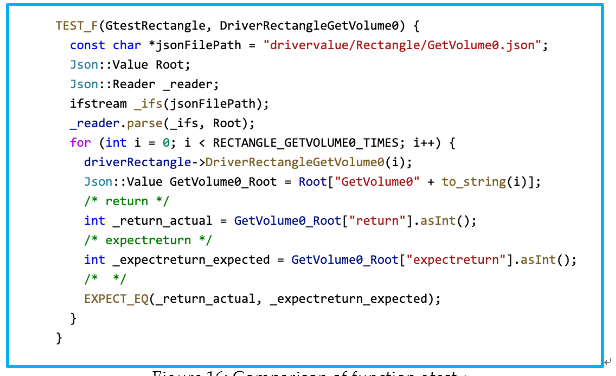 TEST_F(GtestRectangle, DriverRectangleGetVolume0) {
const char *jsonFilePath = "drivervalue/Rectangle/GetVolume0.json";
Json::Value Root;
Json::Reader _reader;
ifstream _ifs(jsonFilePath);
_reader.parse(_ifs, Root);
for (int i = 0; i < RECTANGLE_GETVOLUME0_TIMES; i++) {
driverRectangle->DriverRectangleGetVolume0(i);
Json::Value GetVolume0_Root = Root["GetVolume0" + to_string(i)];
/* return */
int _return_actual = GetVolume0_Root["return"].asInt();
/* expectreturn */
int _expectreturn_expected = GetVolume0_Root["expectreturn"].asInt();
/*  */
EXPECT_EQ(_return_actual, _expectreturn_expected);
}
}
Figure 16: Comparison of function